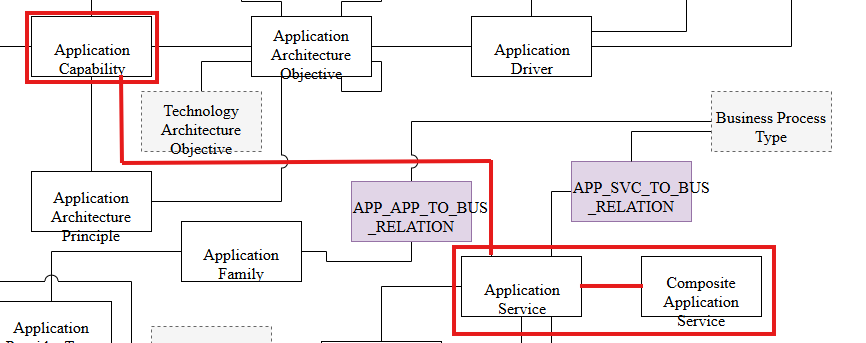 Application
Capability
Application
Architecture
Objective
Application
Driver
Technology
Architecture
Objective
Business Process
Type
Application
Architecture
Principle
APP_APP_TO_BUS
_RELATION
APP_SVC_TO_BUS
_RELATION
Application
Family
Application
Service
Composite
Application
Service
Application